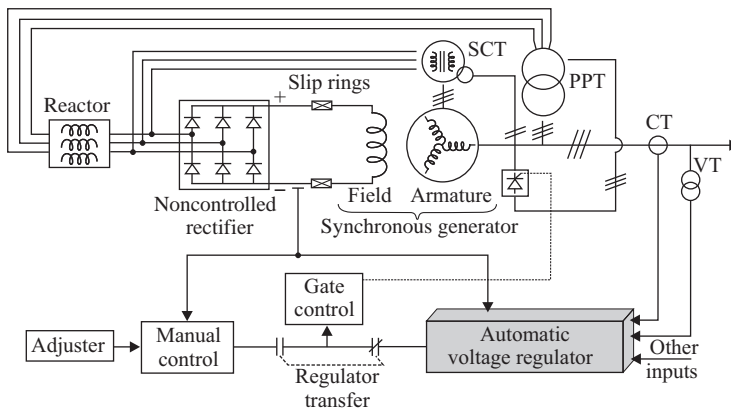 SCT
PPT
Slip rings
Reactor
+
CT
VT
−
Field
Armature
Noncontrolled
rectifier
Synchronous generator
Gate
control
Adjuster
Manual
control
Automatic
voltage regulator
Other
inputs
Regulator
transfer